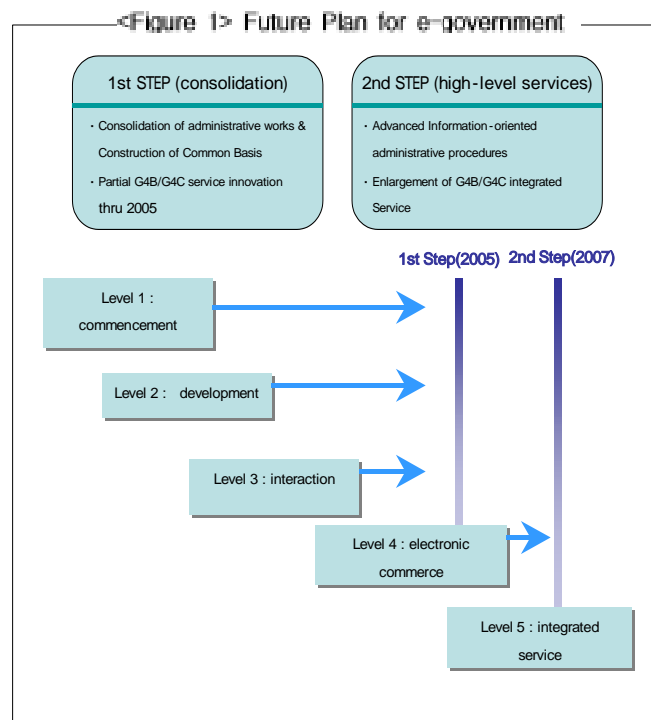 <Figure 1> Future Plan for e-government
1st STEP (consolidation)
· Consolidation of administrative works &
Construction of Common Basis
· Partial G4B/G4C service innovation
thru 2005
2nd STEP (high-level services)
· Advanced Information-oriented
administrative procedures
· Enlargement of G4B/G4C integrated
Service
1st Step(2005)
2nd Step(2007)
Level 1 :
commencement
Level 2 : development
Level 3 : interaction
Level 4 : electronic
commerce
Level 5 : integrated
service